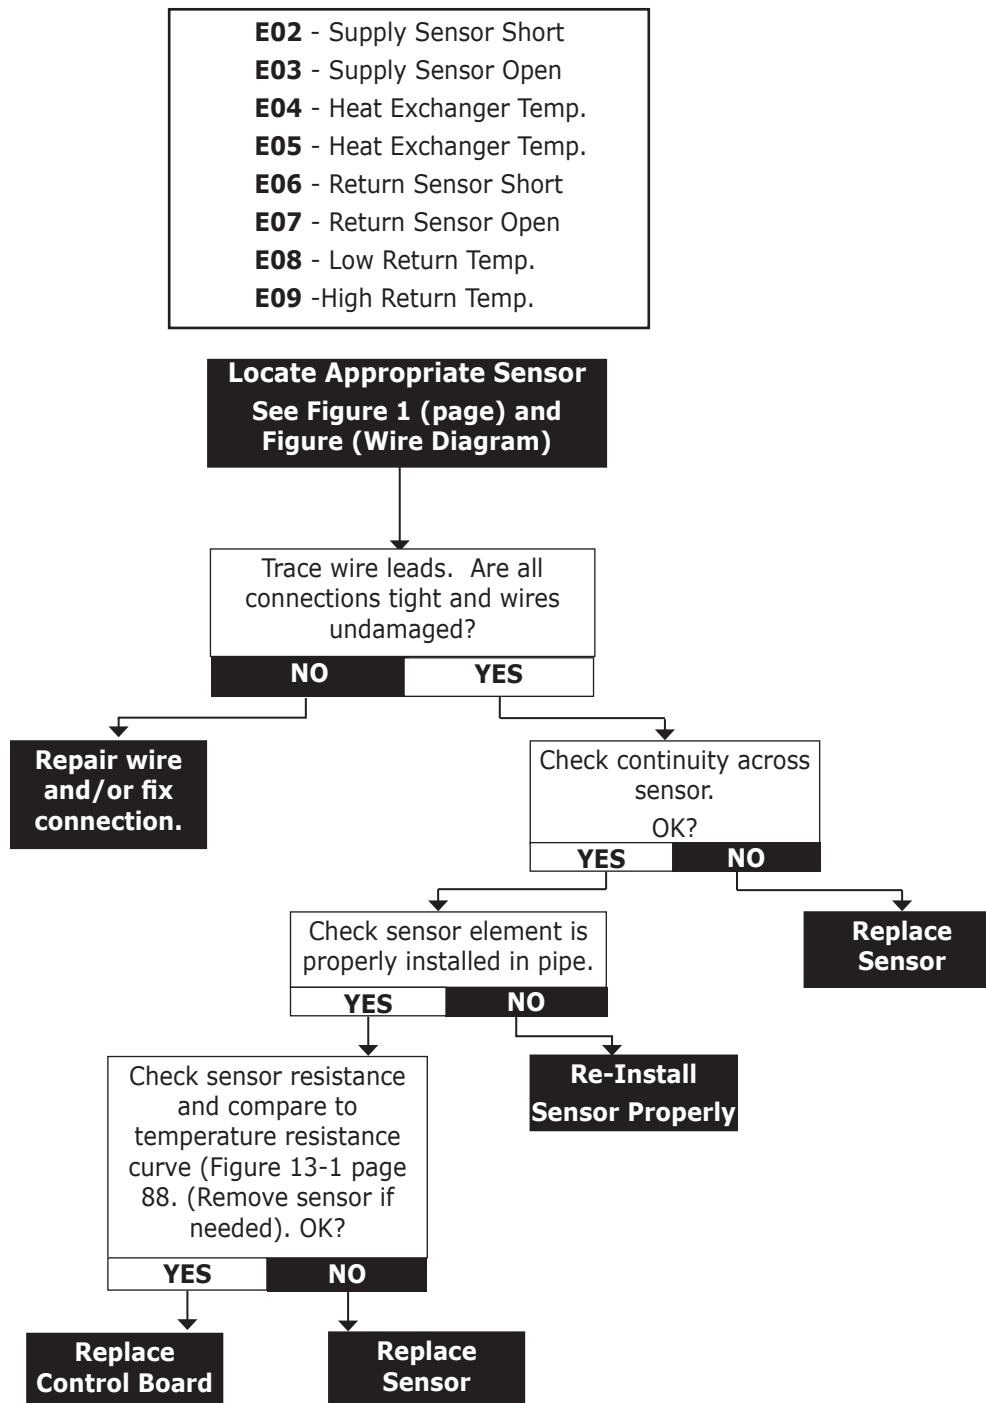 E02 - Supply Sensor Short
E03 - Supply Sensor Open
E04 - Heat Exchanger Temp.
E05 - Heat Exchanger Temp.
E06 - Return Sensor Short
E07 - Return Sensor Open
E08 - Low Return Temp.
E09 -High Return Temp.
Locate Appropriate Sensor
See Figure 1 (page) and
Figure (Wire Diagram)
Trace wire leads. Are all
connections tight and wires
undamaged?
NO
YES
Repair wire
and/or fix
connection.
Check continuity across
sensor.
OK?
YES
NO
Check sensor element is
properly installed in pipe.
YES
NO
Replace
Sensor
Check sensor resistance
and compare to
temperature resistance
curve (Figure 13-1 page
88. (Remove sensor if
needed). OK?
YES
NO
Re-Install
Sensor Properly
Replace
Control Board
Replace
Sensor